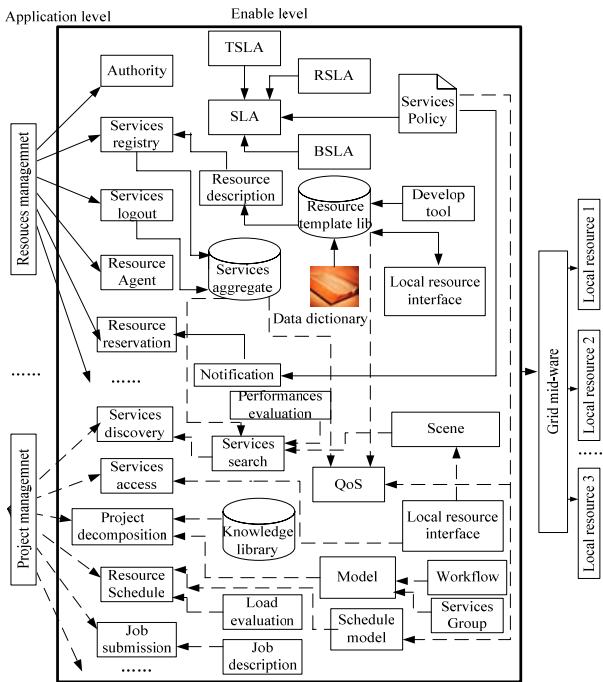 Application level
Enable level
TSLA
RSLA
Authority
Services
Policy
Services
registry
SLA
BSLA
Resource
description
Resource
template lib
Develop
tool
Services
logout
Services
aggregate
Resource
Agent
Local resource
interface
Data dictionary
Resource
reservation
Notification
......
......
Performances
evaluation
Services
discovery
Services
search
Scene
Services
access
QoS
Project
decomposition
Knowledge
library
Local resource
interface
Resource
Schedule
Model
Workflow
Load
evaluation
Services
Group
Schedule
model
Job
submission
Job
description
......
Resouces managemnet
Project managemnet
Grid mid-ware
Local resource 1
Local resource 2
......
Local resource 3